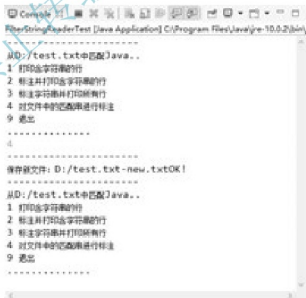 Console
FilterStringReaderTest [Java Application] C:\Program Files\Java\jre-10.0.2\bin\
--------------------
从D:/test.txt中匹配Java..
1 打印含字符串的行
2 标注并打印含字符串的行
3 标注字符串并打印所有行
4 对文件中的匹配串进行标注
9 退出
..............
4
--------------------
保存到文件: D:/test.txt-new.txtOK!
--------------------
从D:/test.txt中匹配Java..
1 打印含字符串的行
2 标注并打印含字符串的行
3 标注字符串并打印所有行
4 对文件中的匹配串进行标注
9 退出
..............